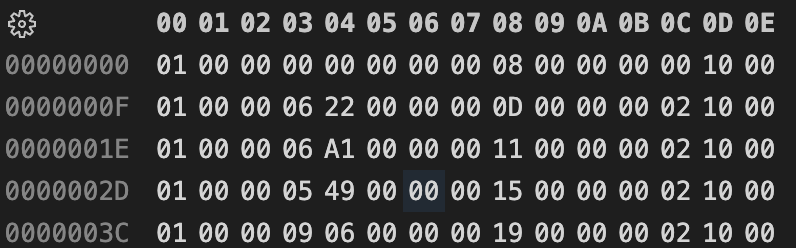 00 01 02 03 04 05 06 07 08 09 0A 0B 0C 0D 0E
00000000 01 00 00 00 00 00 00 00 08 00 00 00 00 10 00
0000000F 01 00 00 06 22 00 00 00 0D 00 00 00 02 10 00
0000001E 01 00 00 06 A1 00 00 00 11 00 00 00 02 10 00
0000002D 01 00 00 05 49 00 00 00 15 00 00 00 02 10 00
0000003C 01 00 00 09 06 00 00 00 19 00 00 00 02 10 00